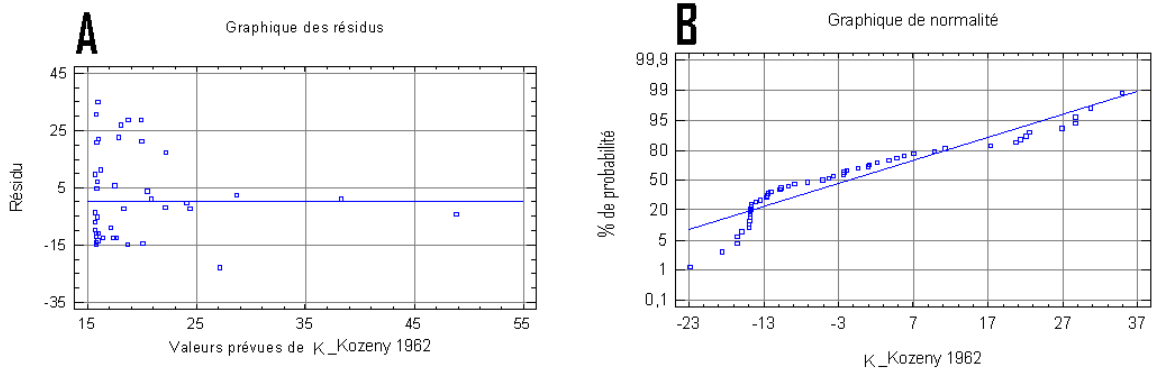 A
Graphique des résidus
Résidu
45
25
5
-15
-35
15 25 35 45 55
Valeurs prévues de K_Kozeny 1962
B
Graphique de normalité
% de probabilité
99,9
99
95
80
50
20
5
1
0,1
-23 -13 -3 7 17 27 37
K_Kozeny 1962